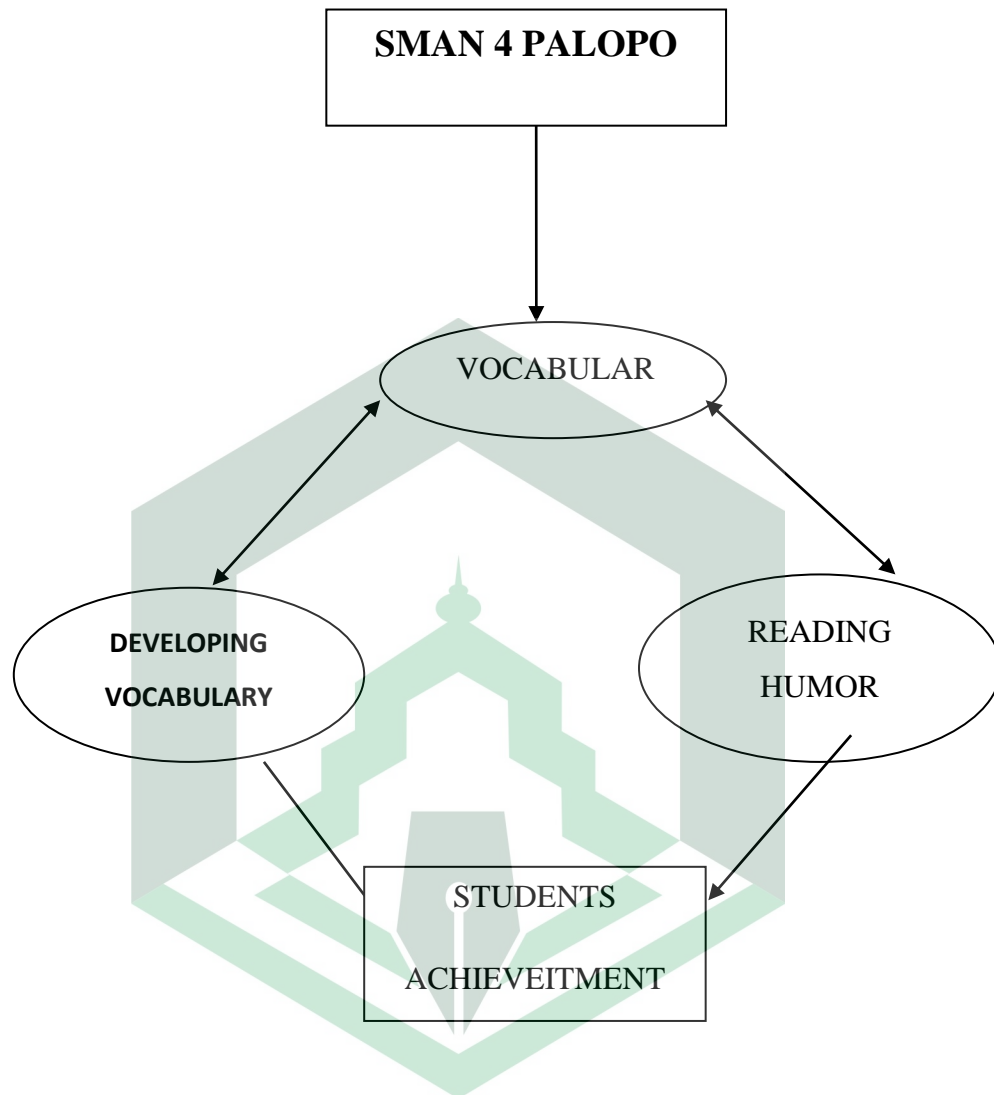 SMAN 4 PALOPO
VOCABULAR
DEVELOPING
VOCABULARY
READING
HUMOR
STUDENTS
ACHIEVEITMENT